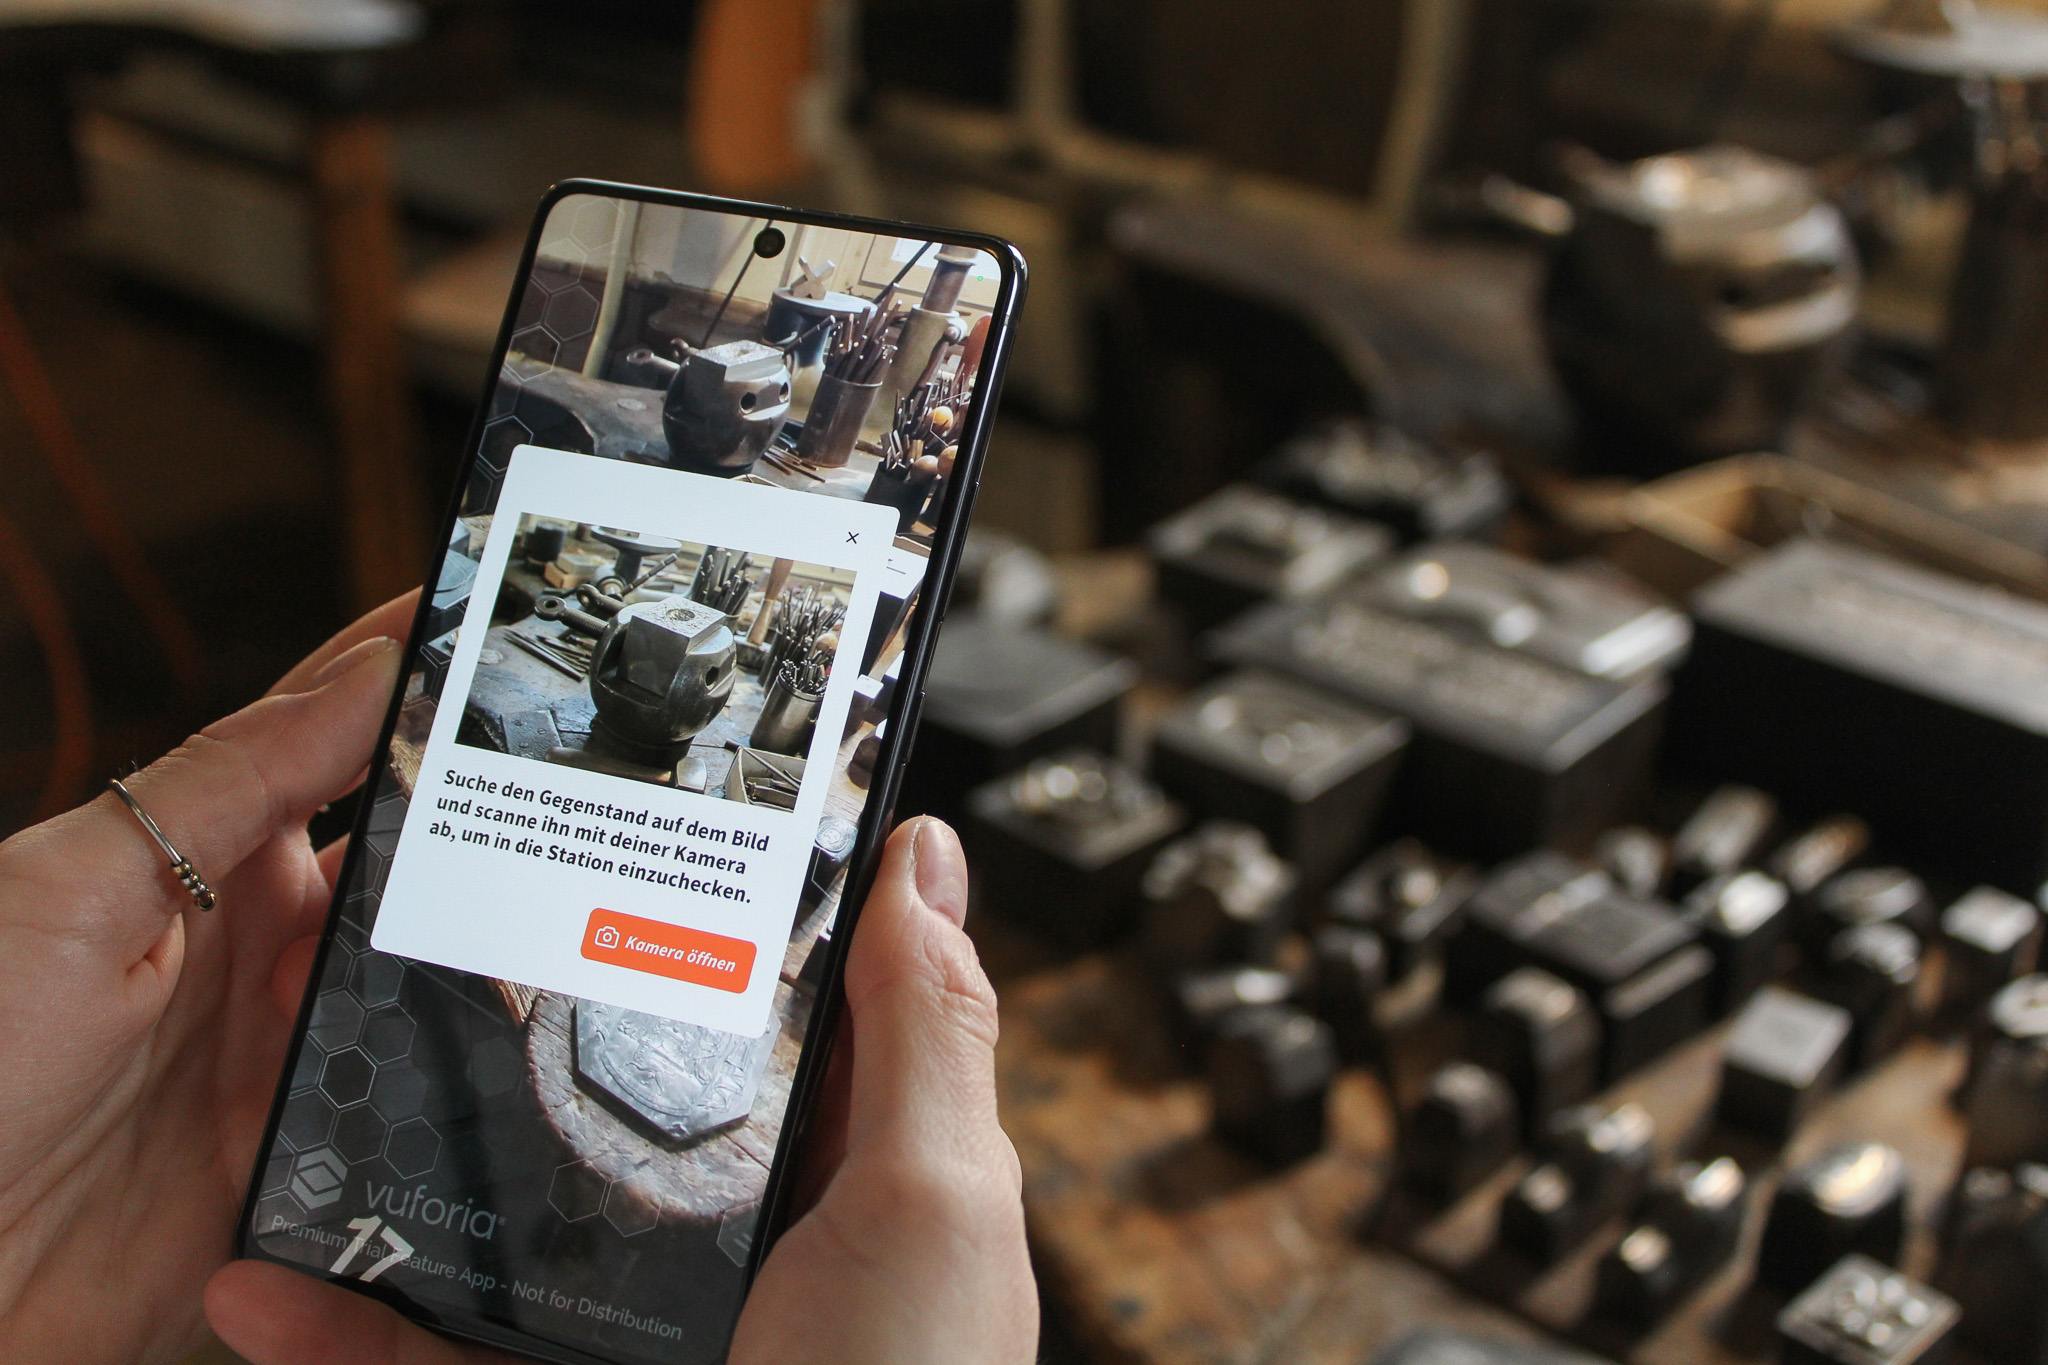 Suche den Gegenstand auf dem Bild
und scanne ihn mit deiner Kamera
ab, um in die Station einzuchecken.
Kamera öffnen
vuforia®
17
Premium Trial Feature App - Not for Distribution